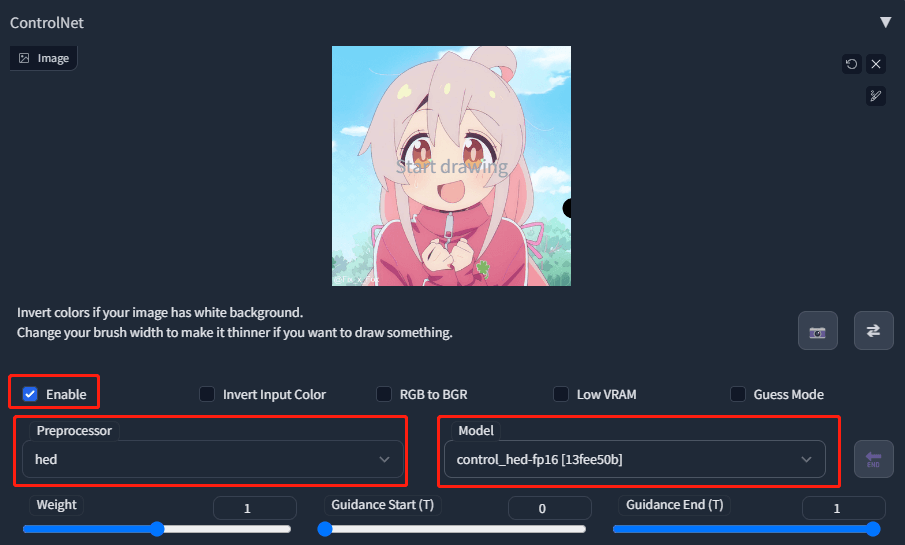 ControlNet
Image
Start drawing
Invert colors if your image has white background.
Change your brush width to make it thinner if you want to draw something.
Enable
Invert Input Color
RGB to BGR
Low VRAM
Guess Mode
Preprocessor
Model
hed
control_hed-fp16 [13fee50b]
END
Weight
1
Guidance Start (T)
0
Guidance End (T)
1